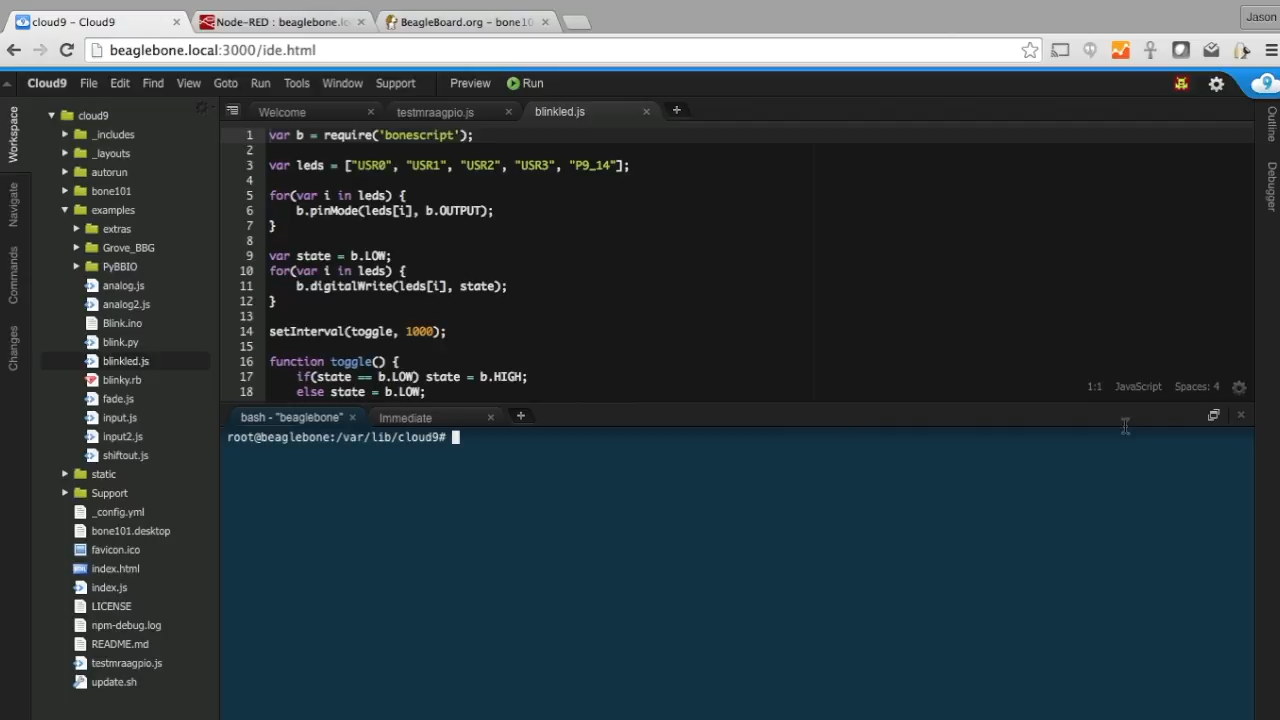 cloud9 - Cloud9
Node-RED : beaglebone.lo
BeagleBoard.org - bone10
Jason
beaglebone.local:3000/ide.html
Cloud9 File Edit Find View Goto Run Tools Window Support Preview Run
Workspace
Navigate
Commands
Changes
cloud9
_includes
_layouts
autorun
bone101
examples
extras
Grove_BBG
PyBBIO
analog.js
analog2.js
Blink.ino
blink.py
blinkled.js
blinky.rb
fade.js
input.js
input2.js
shiftout.js
static
Support
_config.yml
bone101.desktop
favicon.ico
index.html
index.js
LICENSE
npm-debug.log
README.md
testmraagpio.js
update.sh
Welcome testmraagpio.js blinkled.js
1 var b = require('bonescript');
2
3 var leds = ["USR0", "USR1", "USR2", "USR3", "P9_14"];
4
5 for(var i in leds) {
6 b.pinMode(leds[i], b.OUTPUT);
7 }
8
9 var state = b.LOW;
10 for(var i in leds) {
11 b.digitalWrite(leds[i], state);
12 }
13
14 setInterval(toggle, 1000);
15
16 function toggle() {
17 if(state == b.LOW) state = b.HIGH;
18 else state = b.LOW;
1:1 JavaScript Spaces: 4
bash - "beaglebone" Immediate
root@beaglebone:/var/lib/cloud9#
Outline
Debugger